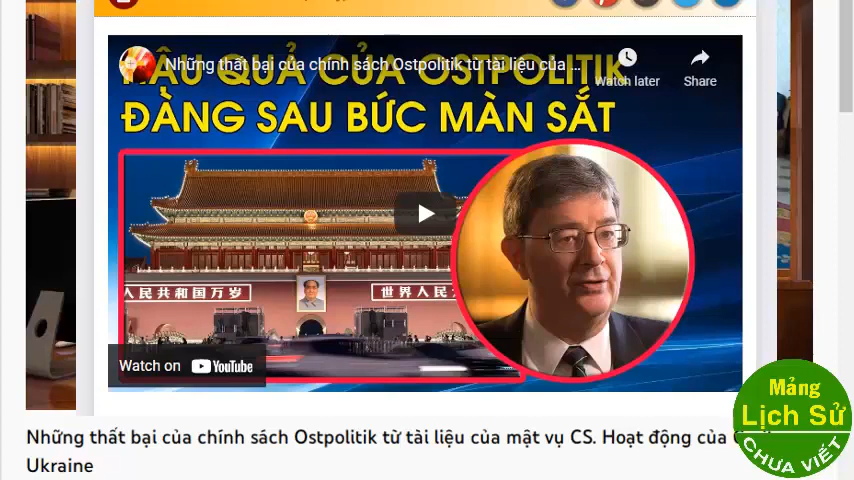 Những thất bại của chính sách Ostpolitik từ tài liệu của ...
Watch later
Share
HẬU QUẢ CỦA OSTPOLITIK
ĐẰNG SAU BỨC MÀN SẮT
人民共和国万岁
世界人民
Watch on YouTube
Mảng
Lịch Sử
CHƯA VIẾT
Những thất bại của chính sách Ostpolitik từ tài liệu của mật vụ CS. Hoạt động của
Ukraine